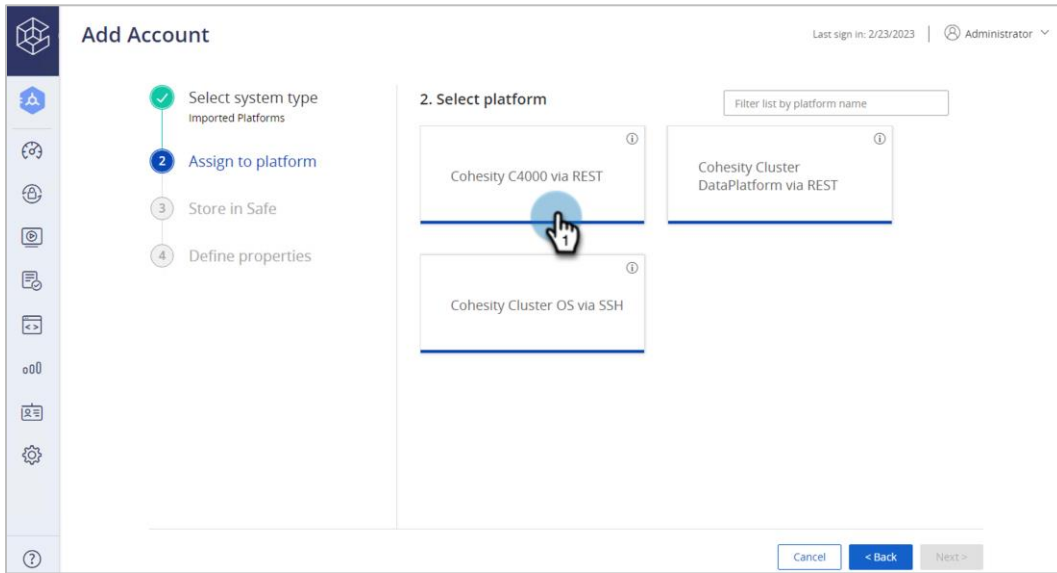 Add Account
Last sign in: 2/23/2023 | Administrator
Select system type
Imported Platforms
2 Assign to platform
3 Store in Safe
4 Define properties
2. Select platform
Filter list by platform name
Cohesity C4000 via REST
Cohesity Cluster
DataPlatform via REST
1
Cohesity Cluster OS via SSH
Cancel
< Back
Next >